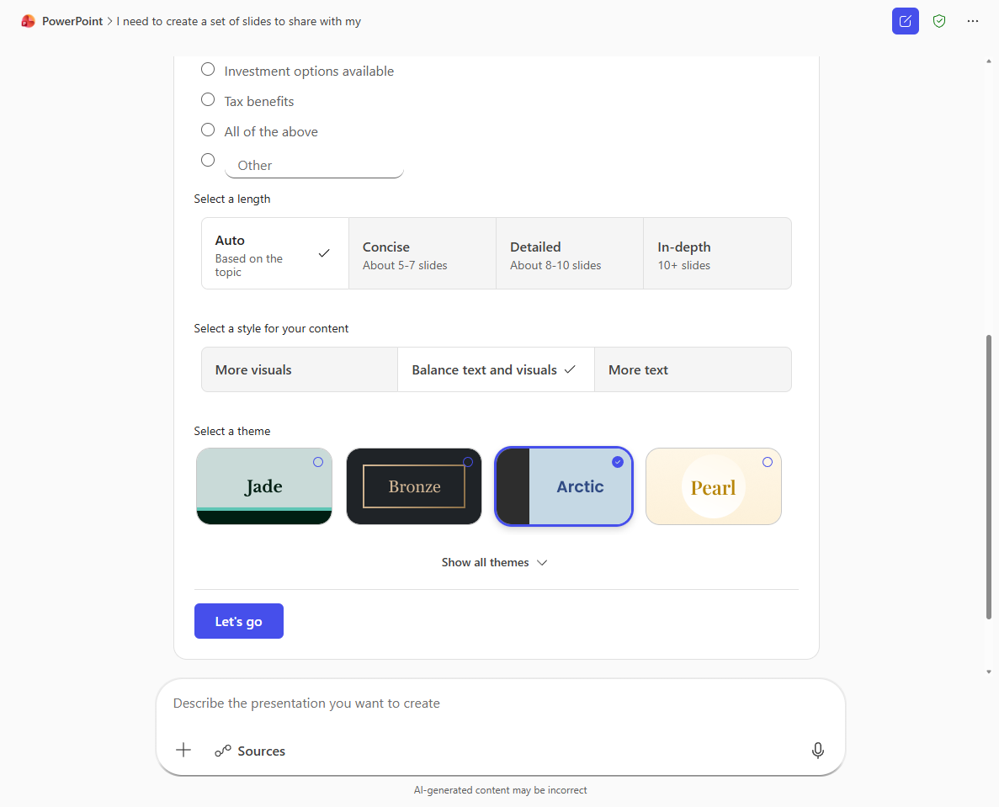 PowerPoint > I need to create a set of slides to share with my
Investment options available
Tax benefits
All of the above
Other
Select a length
Auto
Based on the
topic
Concise
About 5-7 slides
Detailed
About 8-10 slides
In-depth
10+ slides
Select a style for your content
More visuals
Balance text and visuals
More text
Select a theme
Jade
Bronze
Arctic
Pearl
Show all themes
Let's go
Describe the presentation you want to create
Sources
AI-generated content may be incorrect